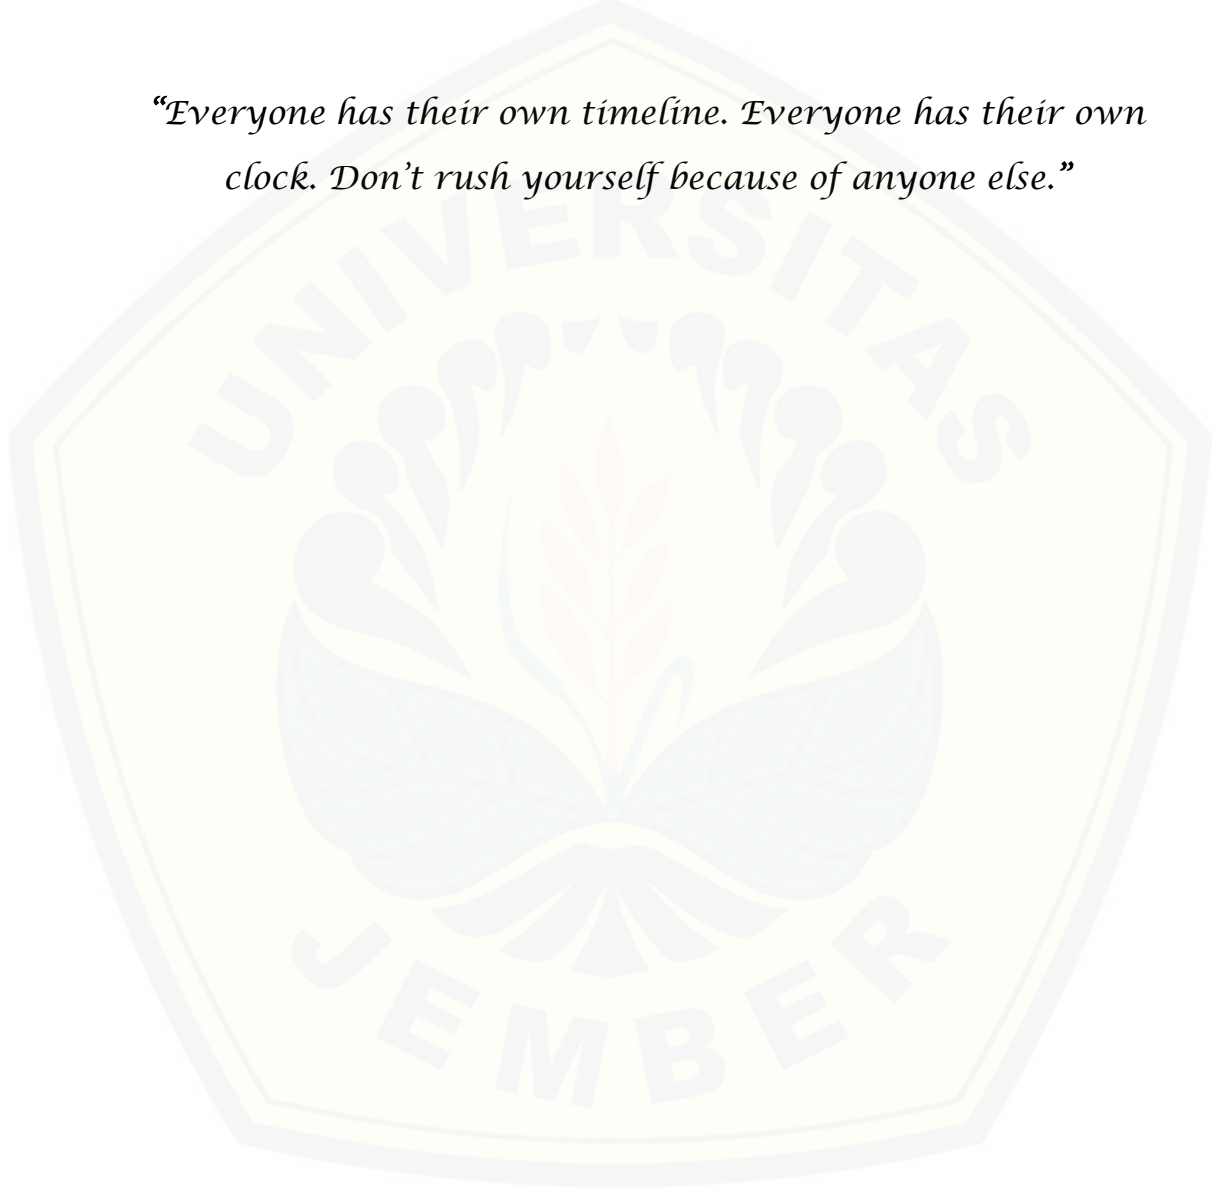 “Everyone has their own timeline. Everyone has their own
clock. Don’t rush yourself because of anyone else.”
UNIVERSITAS
JEMBER